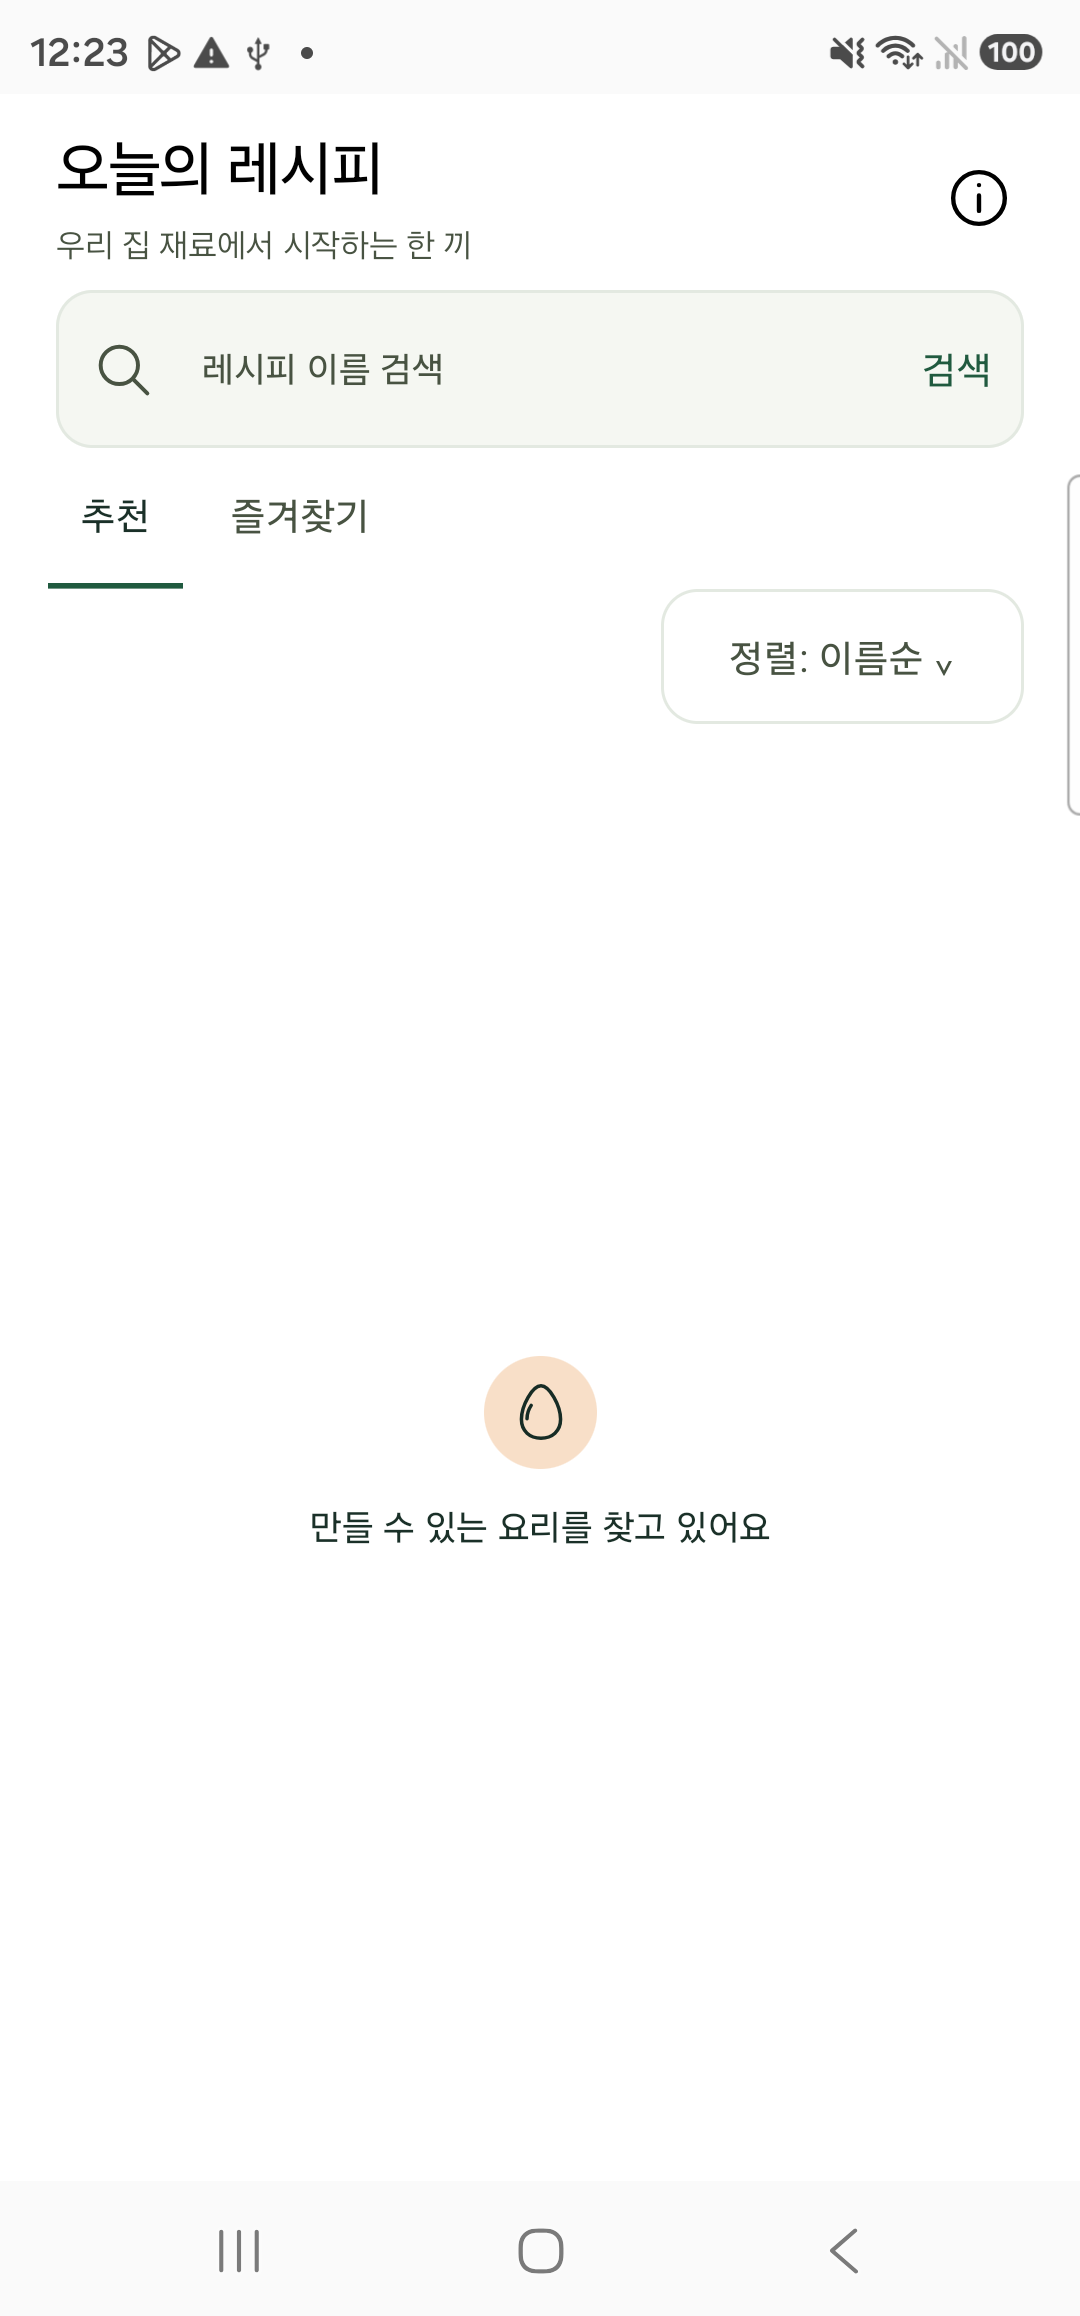 12:23
100
오늘의 레시피
우리 집 재료에서 시작하는 한 끼
레시피 이름 검색
검색
추천
즐겨찾기
정렬: 이름순
만들 수 있는 요리를 찾고 있어요